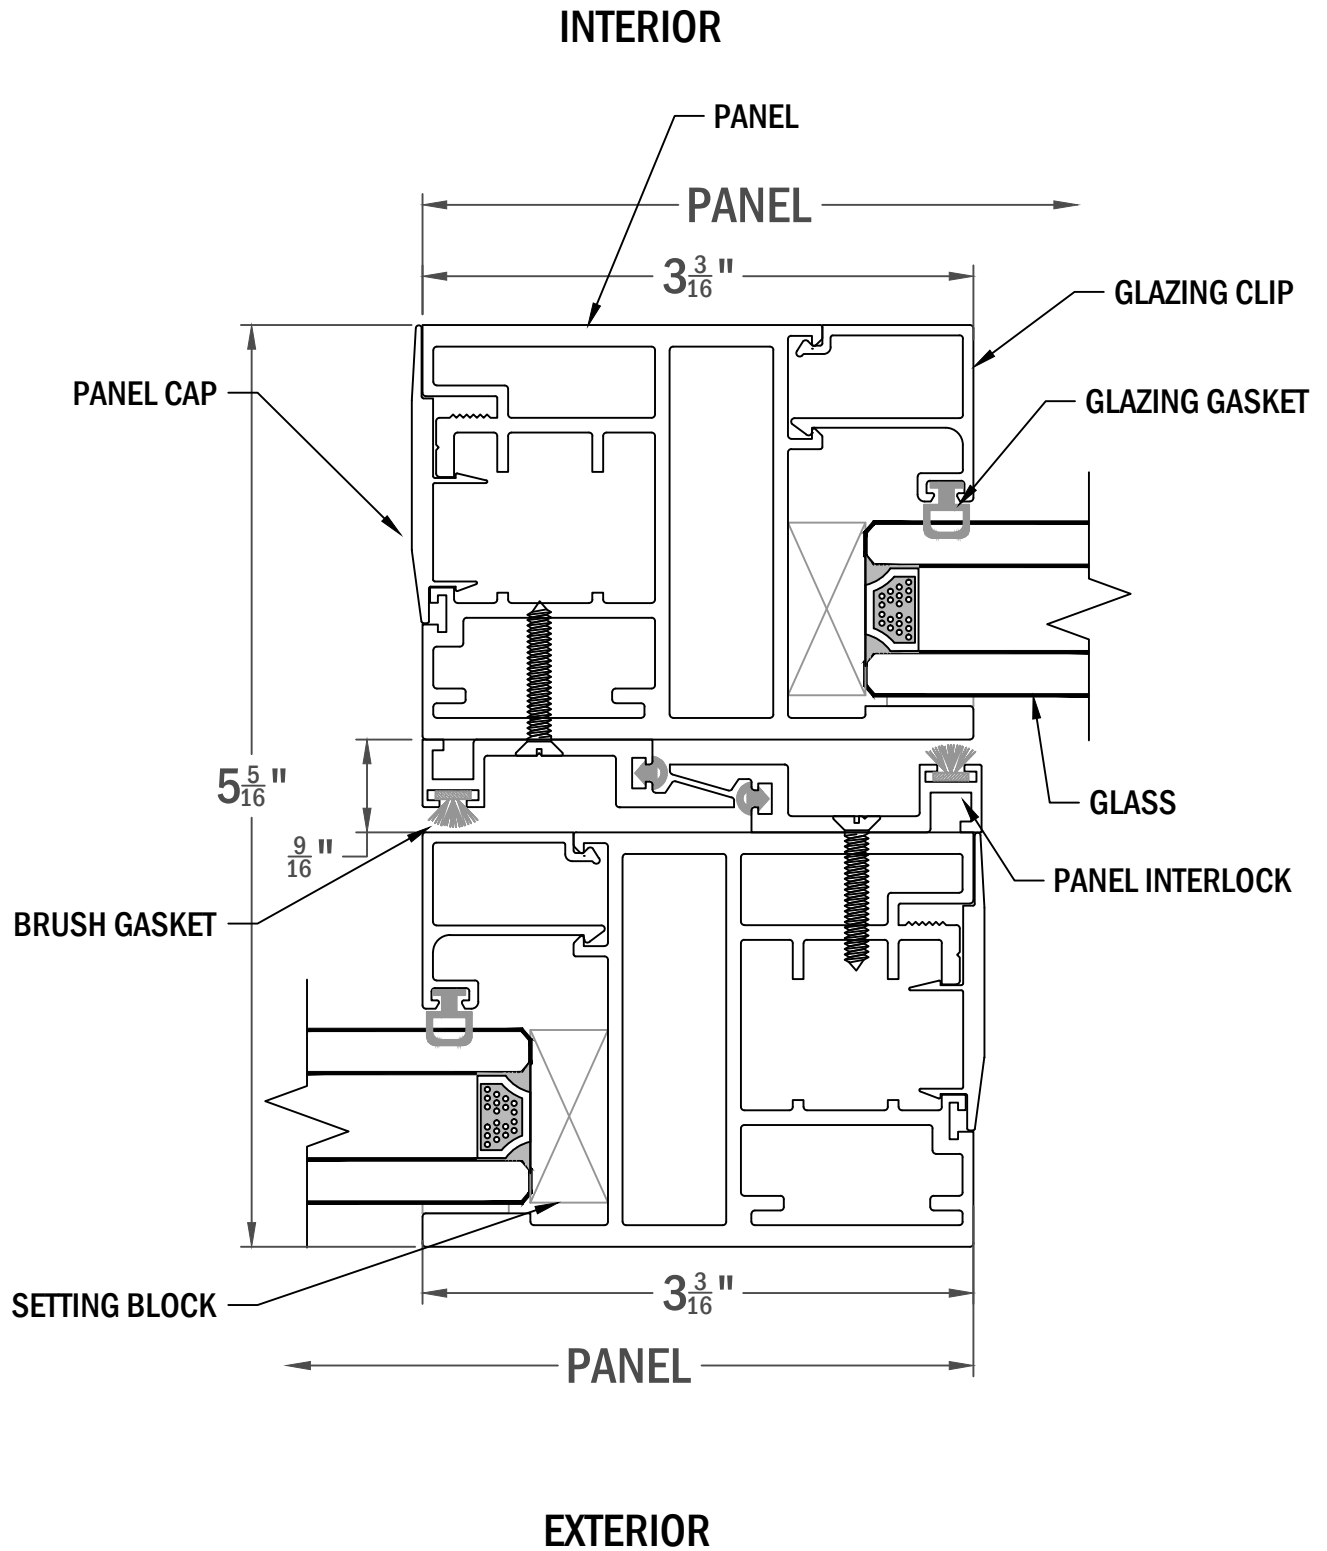 INTERIOR
PANEL
PANEL
3 3/16"
GLAZING CLIP
PANEL CAP
GLAZING GASKET
5 5/16"
GLASS
9/16"
PANEL INTERLOCK
BRUSH GASKET
3 3/16"
SETTING BLOCK
PANEL
EXTERIOR